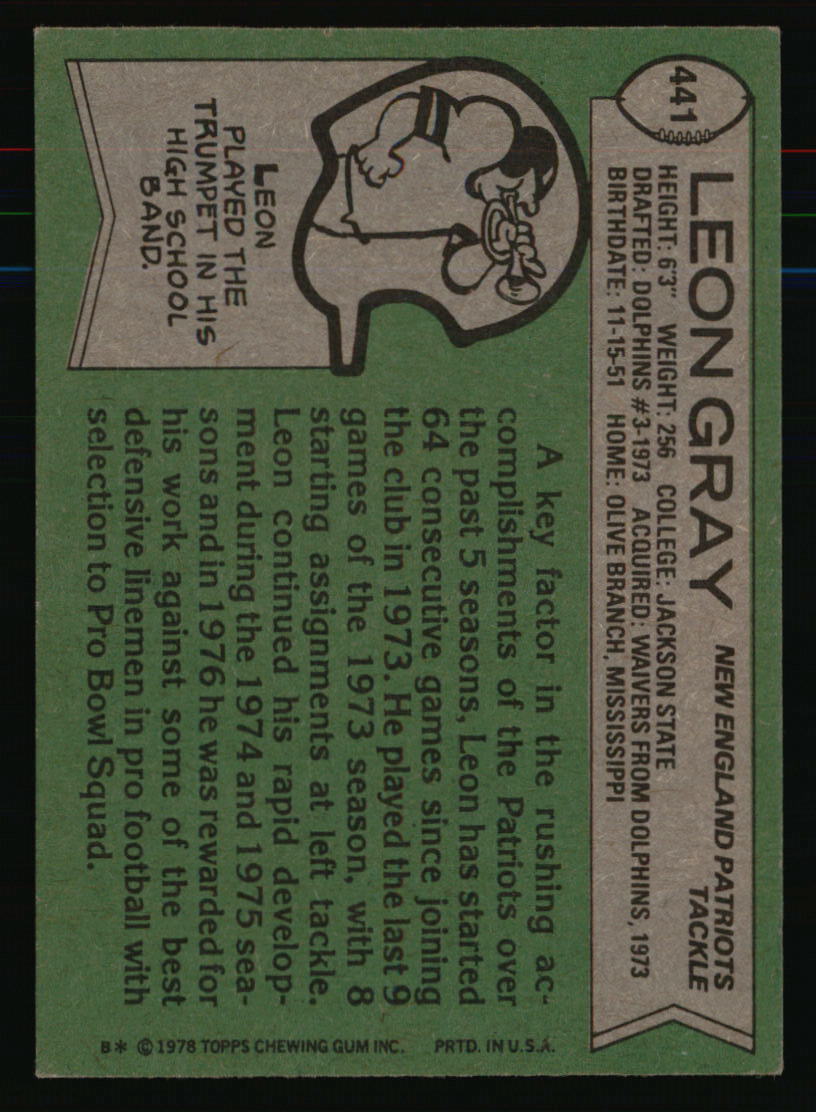 441
LEON GRAY
NEW ENGLAND PATRIOTS
TACKLE
HEIGHT: 6'3" WEIGHT: 256 COLLEGE: JACKSON STATE
DRAFTED: DOLPHINS #3-1973 ACQUIRED: WAIVERS FROM DOLPHINS, 1973
BIRTHDATE: 11-15-51 HOME: OLIVE BRANCH, MISSISSIPPI
LEON
PLAYED THE
TRUMPET IN HIS
HIGH SCHOOL
BAND.
A key factor in the rushing ac-
complishments of the Patriots over
the past 5 seasons, Leon has started
64 consecutive games since joining
the club in 1973. He played the last 9
games of the 1973 season, with 8
starting assignments at left tackle.
Leon continued his rapid develop-
ment during the 1974 and 1975 sea-
sons and in 1976 he was rewarded for
his work against some of the best
defensive linemen in pro football with
selection to Pro Bowl Squad.
B* © 1978 TOPPS CHEWING GUM INC. PRTD. IN U.S.A.